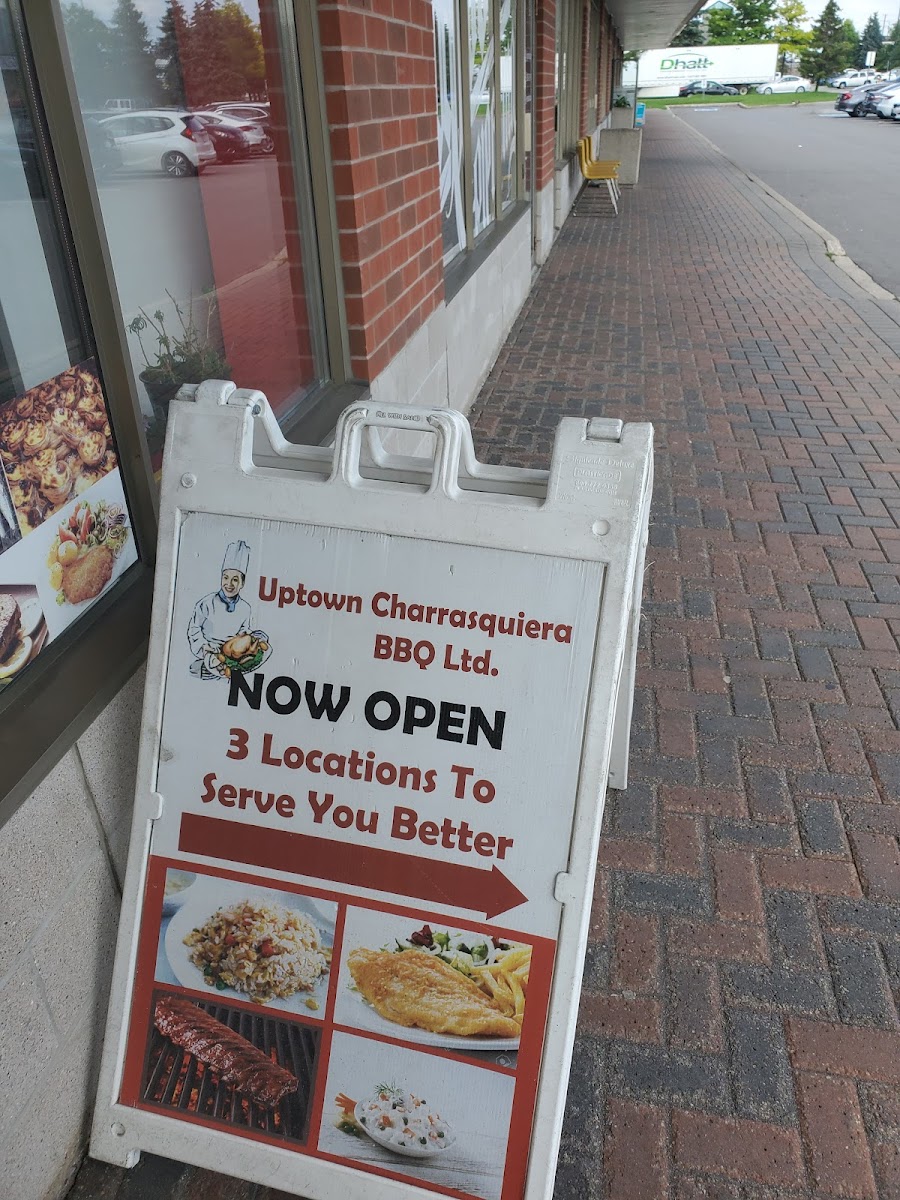 Dhatt
Uptown Charrasquiera
BBQ Ltd.
NOW OPEN
3 Locations To
Serve You Better